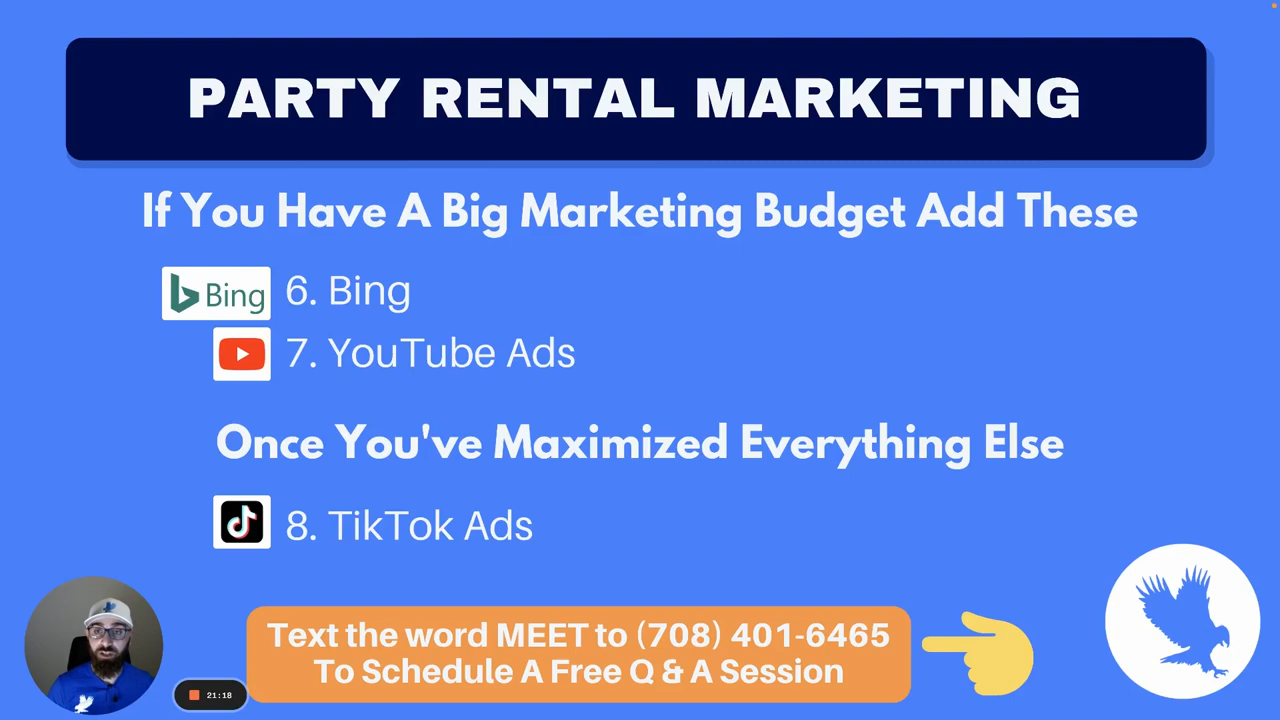 PARTY RENTAL MARKETING
If You Have A Big Marketing Budget Add These
Bing 6. Bing
7. YouTube Ads
Once You've Maximized Everything Else
8. TikTok Ads
Text the word MEET to (708) 401-6465
To Schedule A Free Q & A Session
21:18